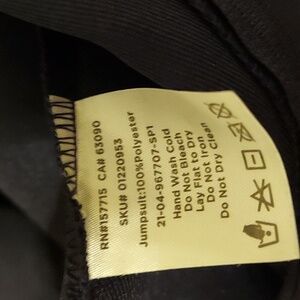 RN#157715 CA# 63090
SKU# 01220953
Jumpsuit:100%Polyester
21-04-967707-SP1
Hand Wash Cold
Do Not Bleach
Lay Flat to Dry
Do Not Iron
Do Not Dry Clean